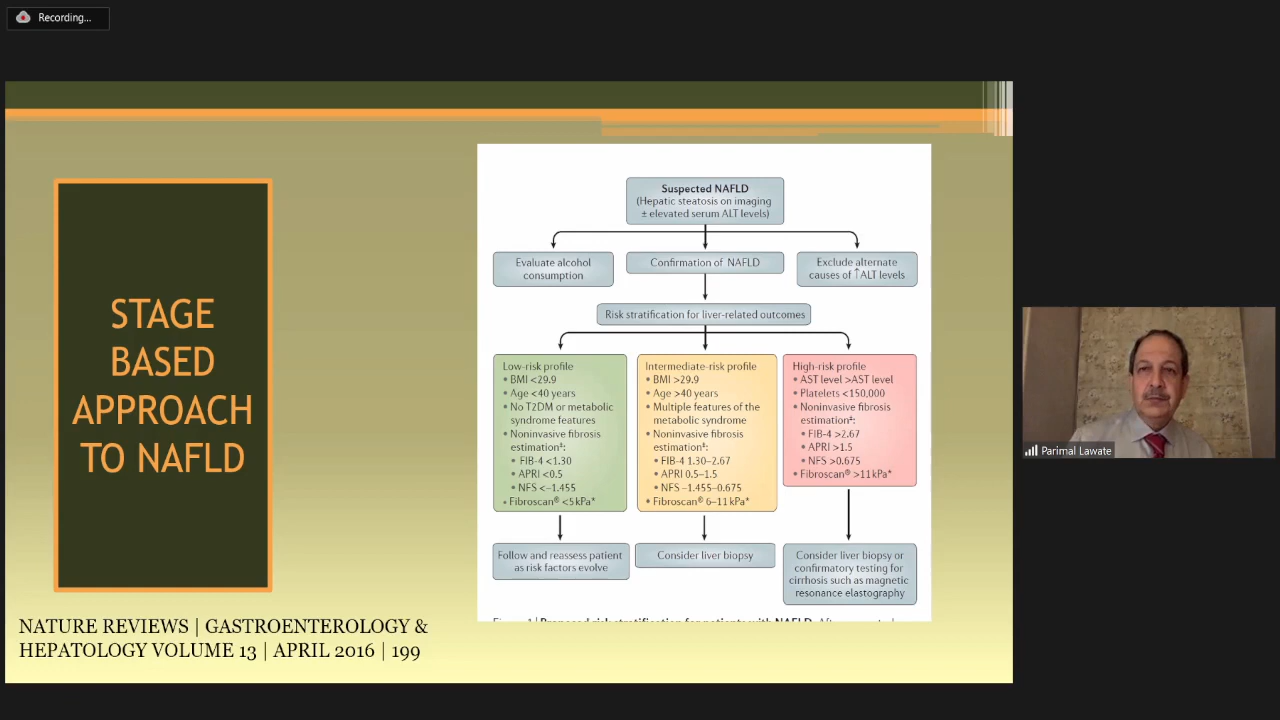 Recording...
STAGE
BASED
APPROACH
TO NAFLD
NATURE REVIEWS | GASTROENTEROLOGY &
HEPATOLOGY VOLUME 13 | APRIL 2016 | 199
Suspected NAFLD
(Hepatic steatosis on imaging
± elevated serum ALT levels)
Evaluate alcohol
consumption
Confirmation of NAFLD
Exclude alternate
causes of ↑ALT levels
Risk stratification for liver-related outcomes
Low-risk profile
• BMI <29.9
• Age <40 years
• No T2DM or metabolic
syndrome features
• Noninvasive fibrosis
estimation‡:
• FIB-4 <1.30
• APRI <0.5
• NFS <–1.455
• Fibroscan® <5 kPa*
Intermediate-risk profile
• BMI >29.9
• Age >40 years
• Multiple features of the
metabolic syndrome
• Noninvasive fibrosis
estimation‡:
• FIB-4 1.30–2.67
• APRI 0.5–1.5
• NFS –1.455–0.675
• Fibroscan® 6–11 kPa*
High-risk profile
• AST level >AST level
• Platelets <150,000
• Noninvasive fibrosis
estimation‡:
• FIB-4 >2.67
• APRI >1.5
• NFS >0.675
• Fibroscan® >11 kPa*
Follow and reassess patient
as risk factors evolve
Consider liver biopsy
Consider liver biopsy or
confirmatory testing for
cirrhosis such as magnetic
resonance elastography
Proposed risk stratification for patients with NAFLD.
Parimal Lawate